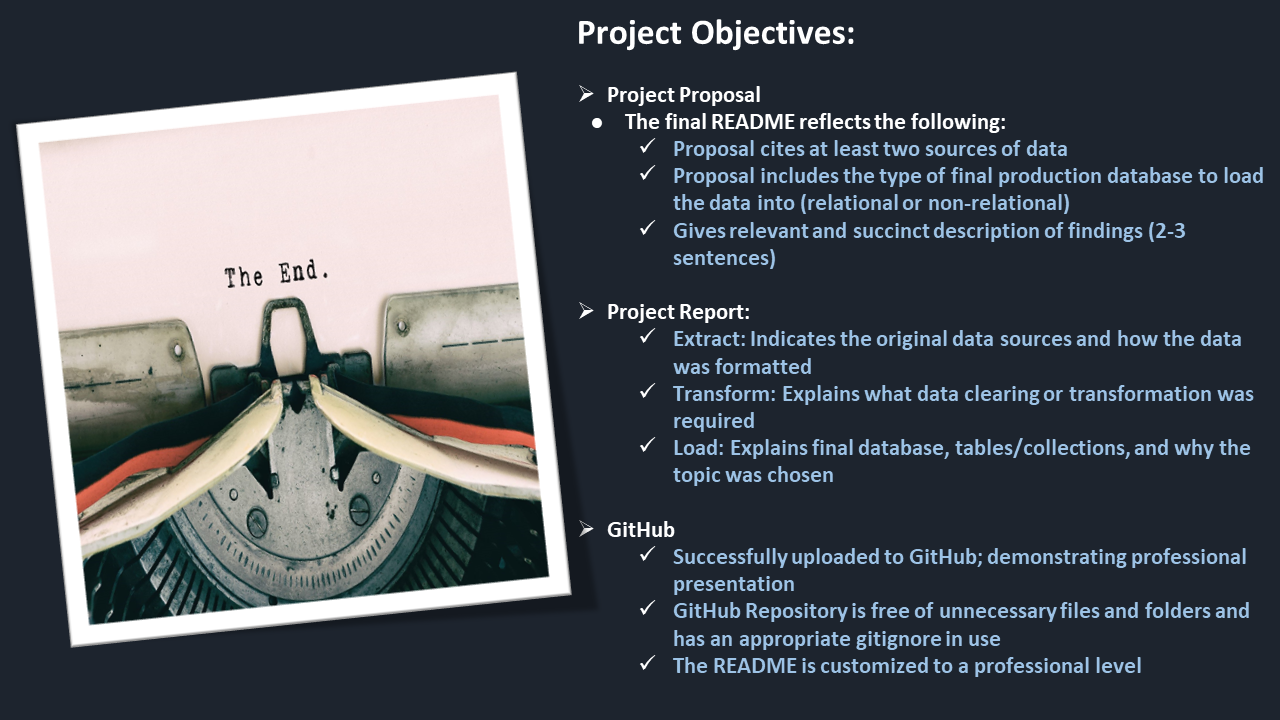 Project Objectives:
Project Proposal
The final README reflects the following:
Proposal cites at least two sources of data
Proposal includes the type of final production database to load
the data into (relational or non-relational)
Gives relevant and succinct description of findings (2-3
sentences)
The End.
Project Report:
Extract: Indicates the original data sources and how the data
was formatted
Transform: Explains what data clearing or transformation was
required
Load: Explains final database, tables/collections, and why the
topic was chosen
GitHub
Successfully uploaded to GitHub; demonstrating professional
presentation
GitHub Repository is free of unnecessary files and folders and
has an appropriate gitignore in use
The README is customized to a professional level